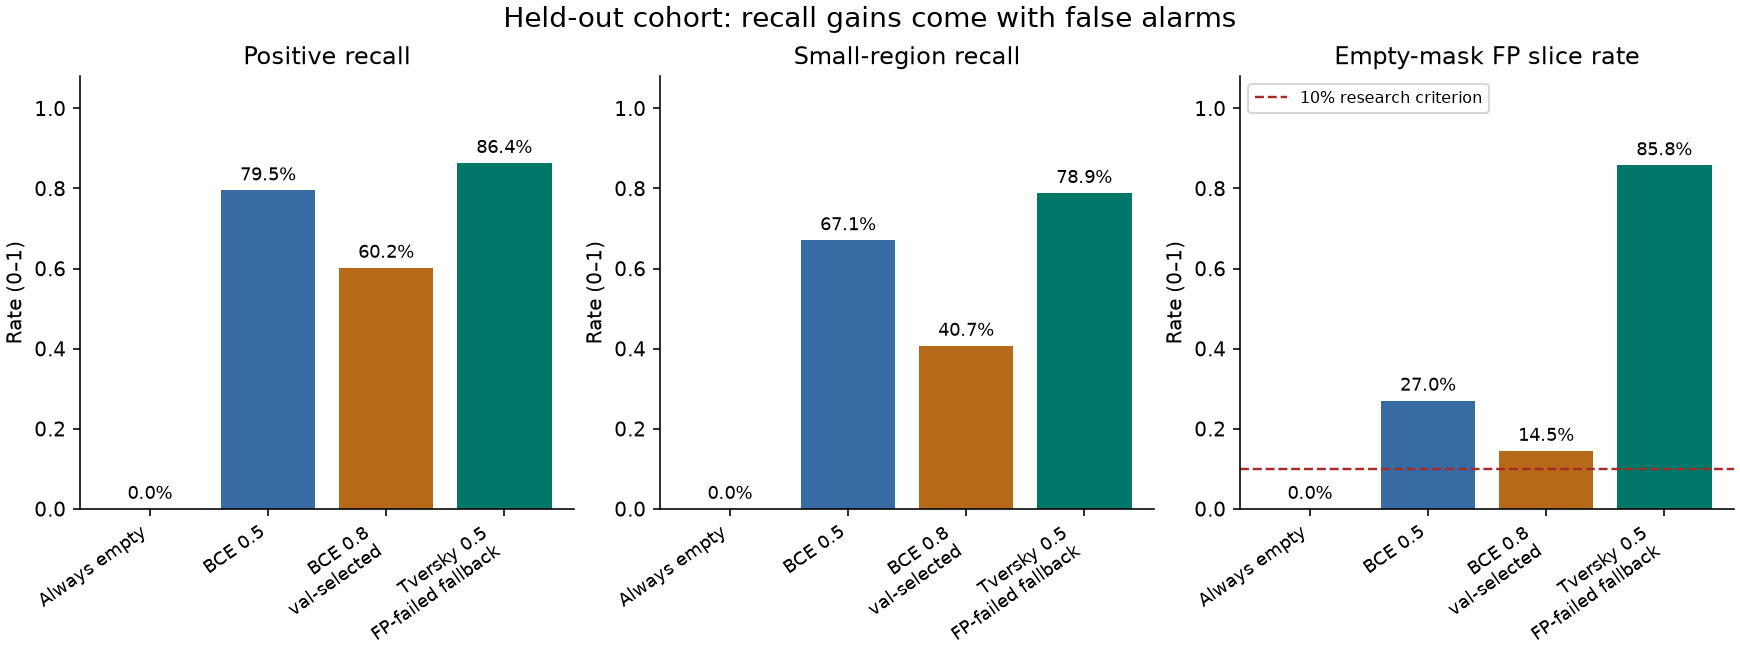 Held-out cohort: recall gains come with false alarms
Positive recall
Rate (0–1)
1.0
0.8
0.6
0.4
0.2
0.0
0.0%
79.5%
60.2%
86.4%
Always empty
BCE 0.5
BCE 0.8
val-selected
Tversky 0.5
FP-failed fallback
Small-region recall
Rate (0–1)
1.0
0.8
0.6
0.4
0.2
0.0
0.0%
67.1%
40.7%
78.9%
Always empty
BCE 0.5
BCE 0.8
val-selected
Tversky 0.5
FP-failed fallback
Empty-mask FP slice rate
10% research criterion
Rate (0–1)
1.0
0.8
0.6
0.4
0.2
0.0
0.0%
27.0%
14.5%
85.8%
Always empty
BCE 0.5
BCE 0.8
val-selected
Tversky 0.5
FP-failed fallback